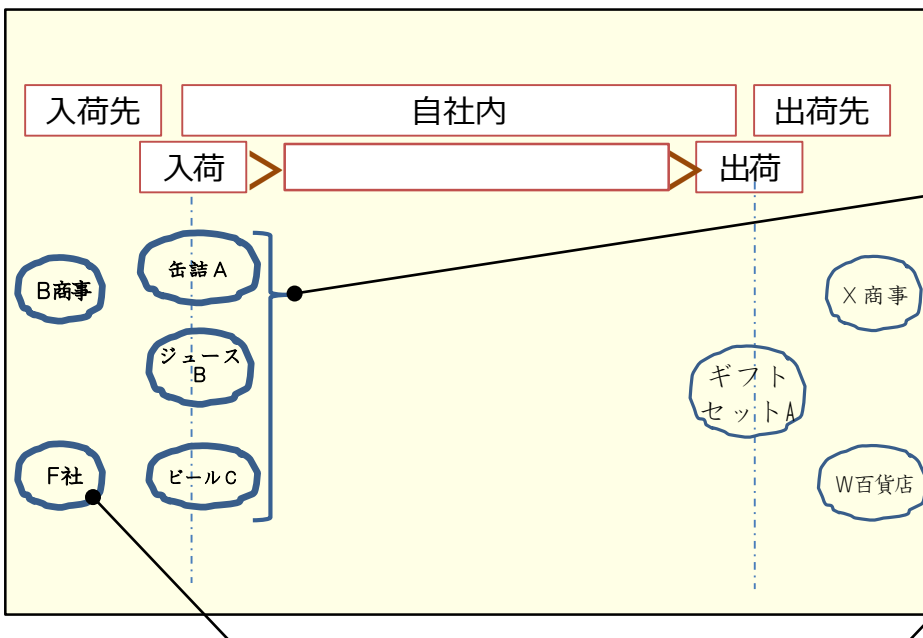 入荷先
自社内
出荷先
入荷
出荷
B商事
缶詰A
ジュース
B
F社
ビールC
ギフト
セットA
X商事
W百貨店